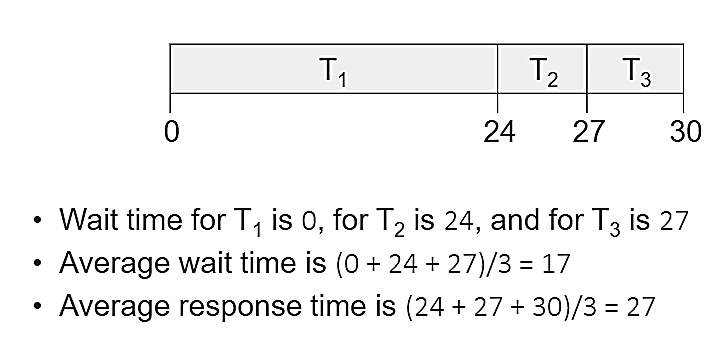 T₁ T₂ T₃
0 24 27 30
• Wait time for T₁ is 0, for T₂ is 24, and for T₃ is 27
• Average wait time is (0 + 24 + 27)/3 = 17
• Average response time is (24 + 27 + 30)/3 = 27